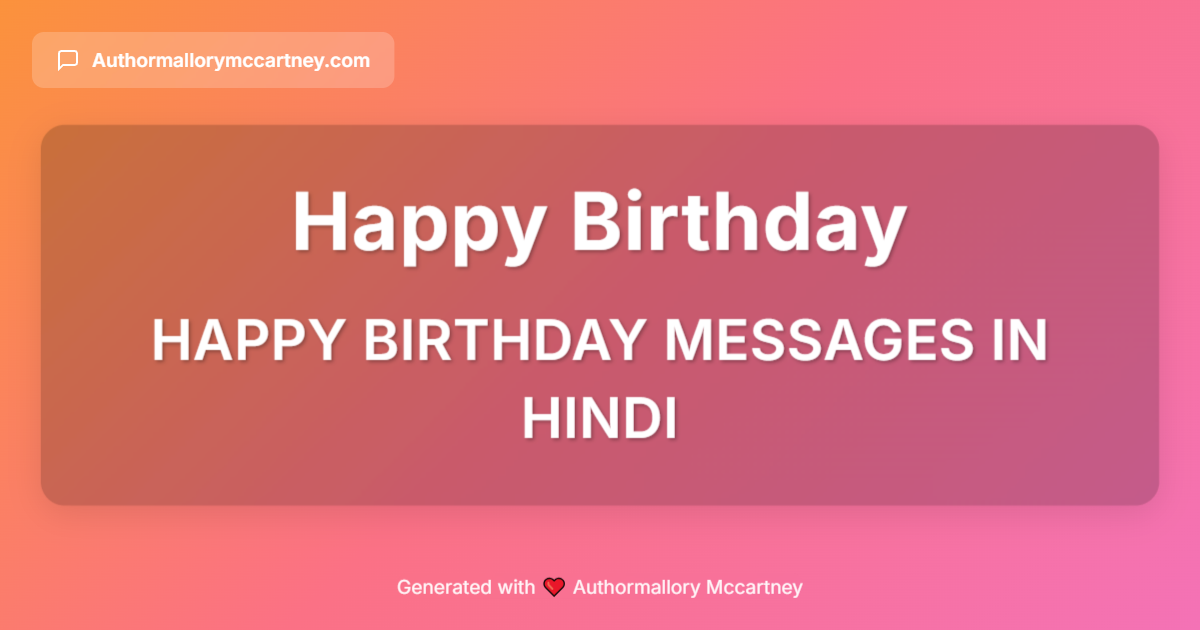 Authormallorymccartney.com
Happy Birthday
HAPPY BIRTHDAY MESSAGES IN
HINDI
Generated with ❤️ Authormallory Mccartney